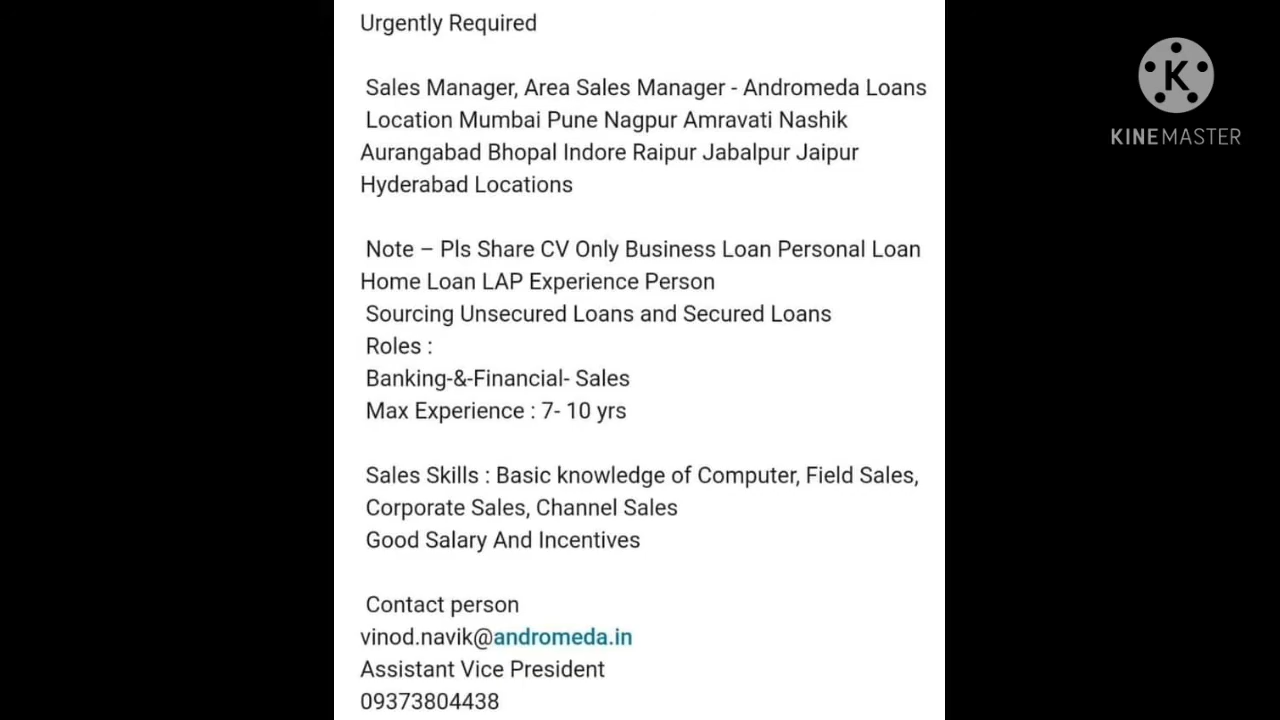 Urgently Required
Sales Manager, Area Sales Manager - Andromeda Loans
Location Mumbai Pune Nagpur Amravati Nashik
Aurangabad Bhopal Indore Raipur Jabalpur Jaipur
Hyderabad Locations
Note – Pls Share CV Only Business Loan Personal Loan
Home Loan LAP Experience Person
Sourcing Unsecured Loans and Secured Loans
Roles :
Banking-&-Financial- Sales
Max Experience : 7- 10 yrs
Sales Skills : Basic knowledge of Computer, Field Sales,
Corporate Sales, Channel Sales
Good Salary And Incentives
Contact person
vinod.navik@andromeda.in
Assistant Vice President
09373804438
K
KINEMASTER